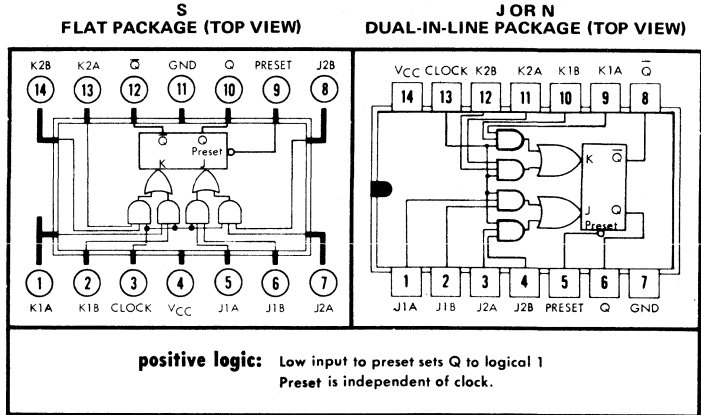 S
FLAT PACKAGE (TOP VIEW)
K2B K2A Q̅ GND Q PRESET J2B
14 13 12 11 10 9 8
Q̅ Q
Preset
K J
1 2 3 4 5 6 7
K1A K1B CLOCK VCC J1A J1B J2A
J OR N
DUAL-IN-LINE PACKAGE (TOP VIEW)
VCC CLOCK K2B K2A K1B K1A Q̅
14 13 12 11 10 9 8
K Q̅
J Q
Preset
1 2 3 4 5 6 7
J1A J1B J2A J2B PRESET Q GND
positive logic: Low input to preset sets Q to logical 1
Preset is independent of clock.